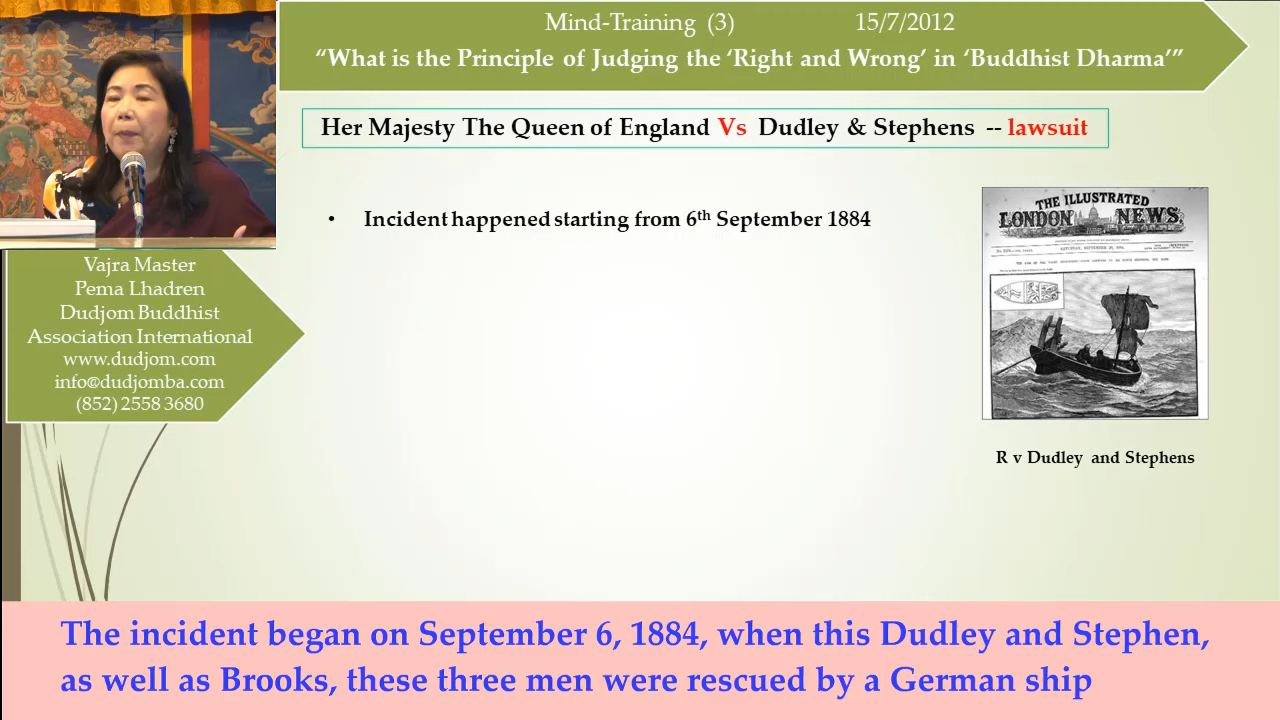 Mind-Training (3) 15/7/2012
“What is the Principle of Judging the ‘Right and Wrong’ in ‘Buddhist Dharma’”
Her Majesty The Queen of England Vs Dudley & Stephens -- lawsuit
• Incident happened starting from 6th September 1884
THE ILLUSTRATED
LONDON NEWS
R v Dudley and Stephens
Vajra Master
Pema Lhadren
Dudjom Buddhist
Association International
www.dudjom.com
info@dudjomba.com
(852) 2558 3680
The incident began on September 6, 1884, when this Dudley and Stephen,
as well as Brooks, these three men were rescued by a German ship